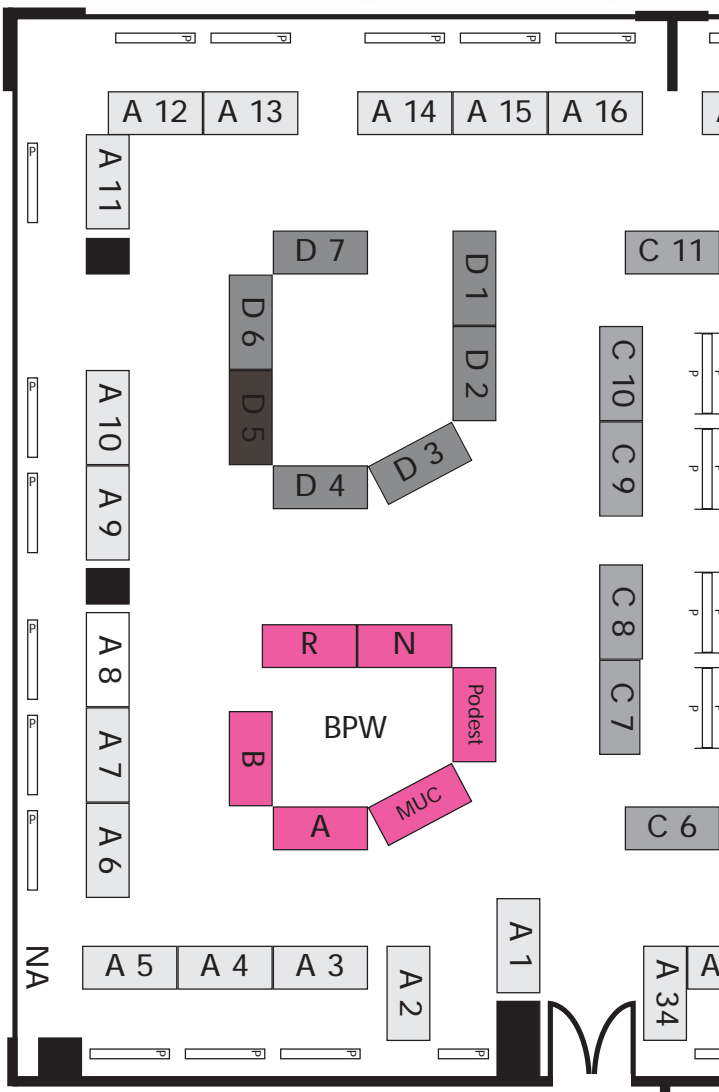 P
P
P
P
P
A 12
A 13
A 14
A 15
A 16
A
P
A 11
D 7
D 1
C 11
D 6
D 2
C 10
P
P
P
A 10
D 5
D 3
C 9
P
P
P
A 9
D 4
C 8
P
P
P
A 8
R
N
C 7
P
P
P
A 7
B
BPW
Podest
P
A 6
A
MUC
C 6
NA
A 5
A 4
A 3
A 2
A 1
A 34
A
P
P
P
P